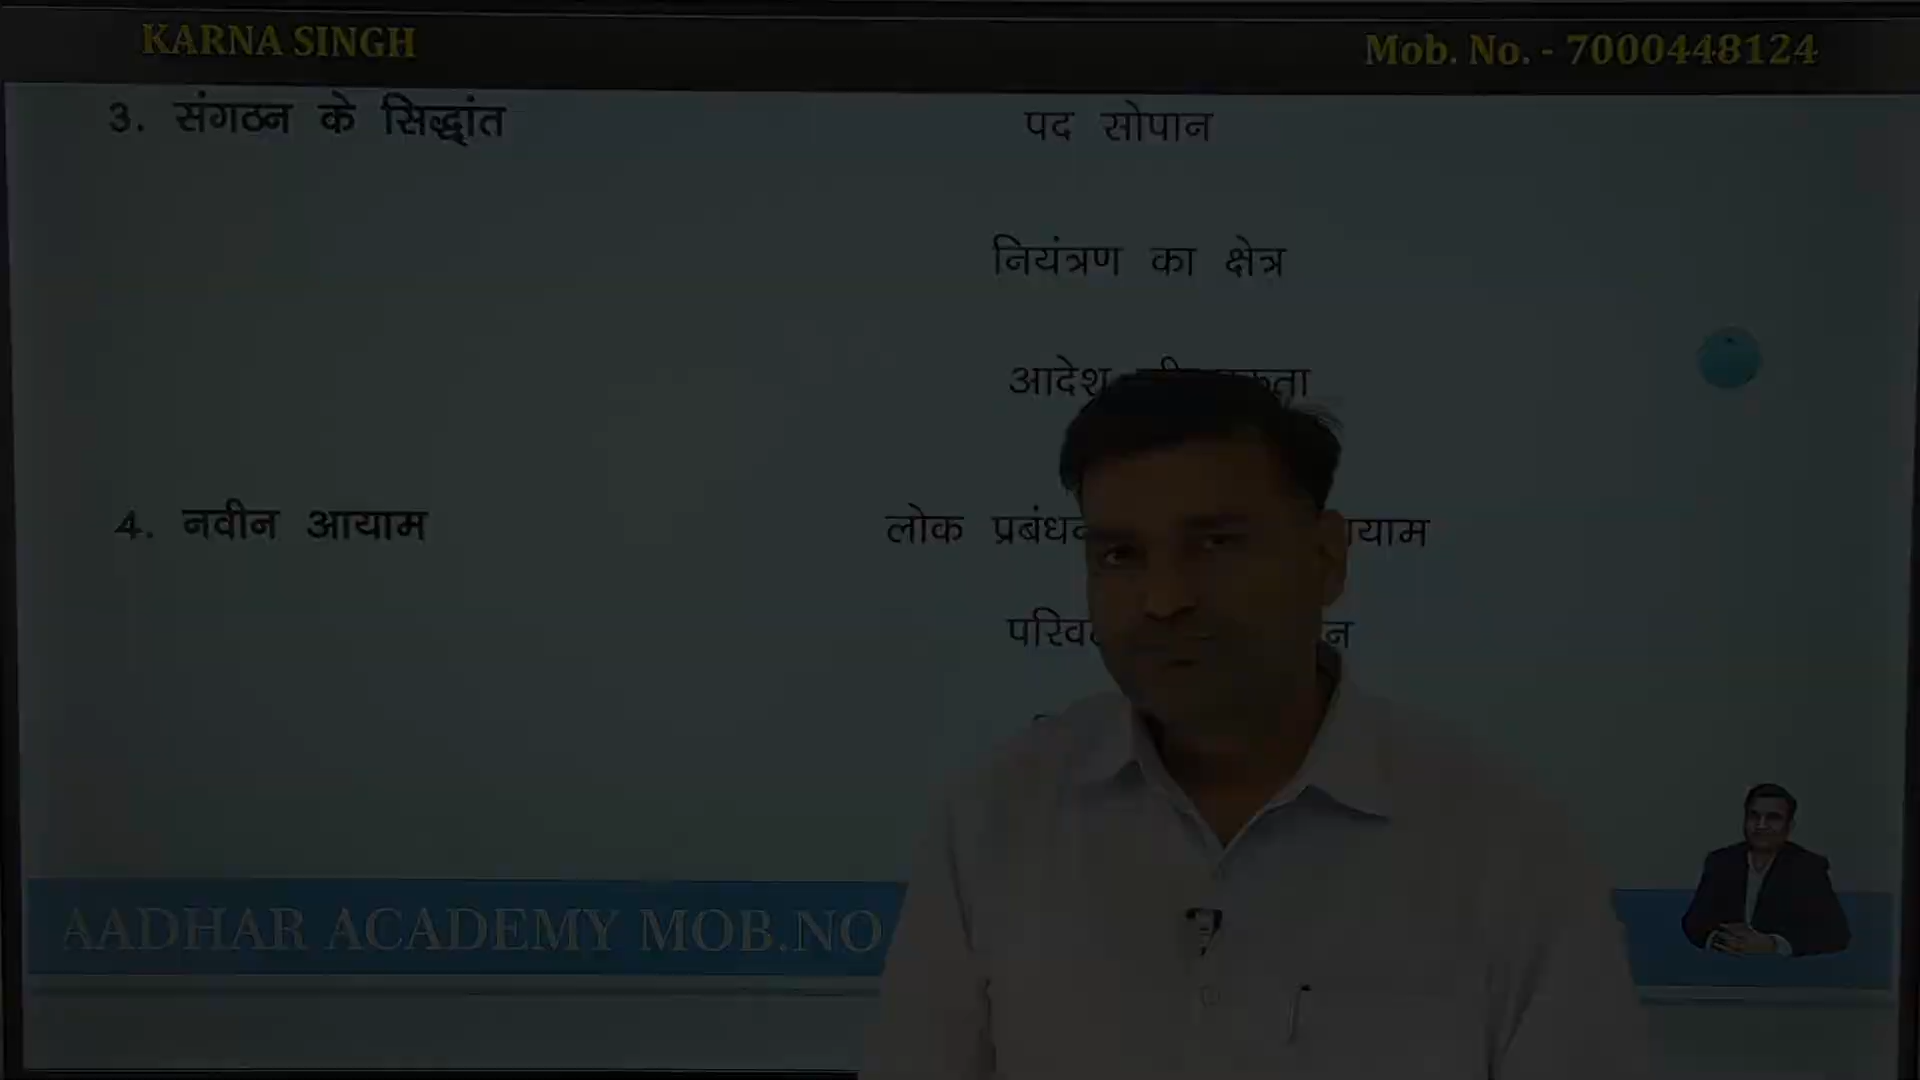 KARNA SINGH
Mob. No. - 7000448124
3. संगठन के सिद्धांत
पद सोपान
नियंत्रण का क्षेत्र
आदेश
4. नवीन आयाम
लोक
AADHAR ACADEMY MOB.NO